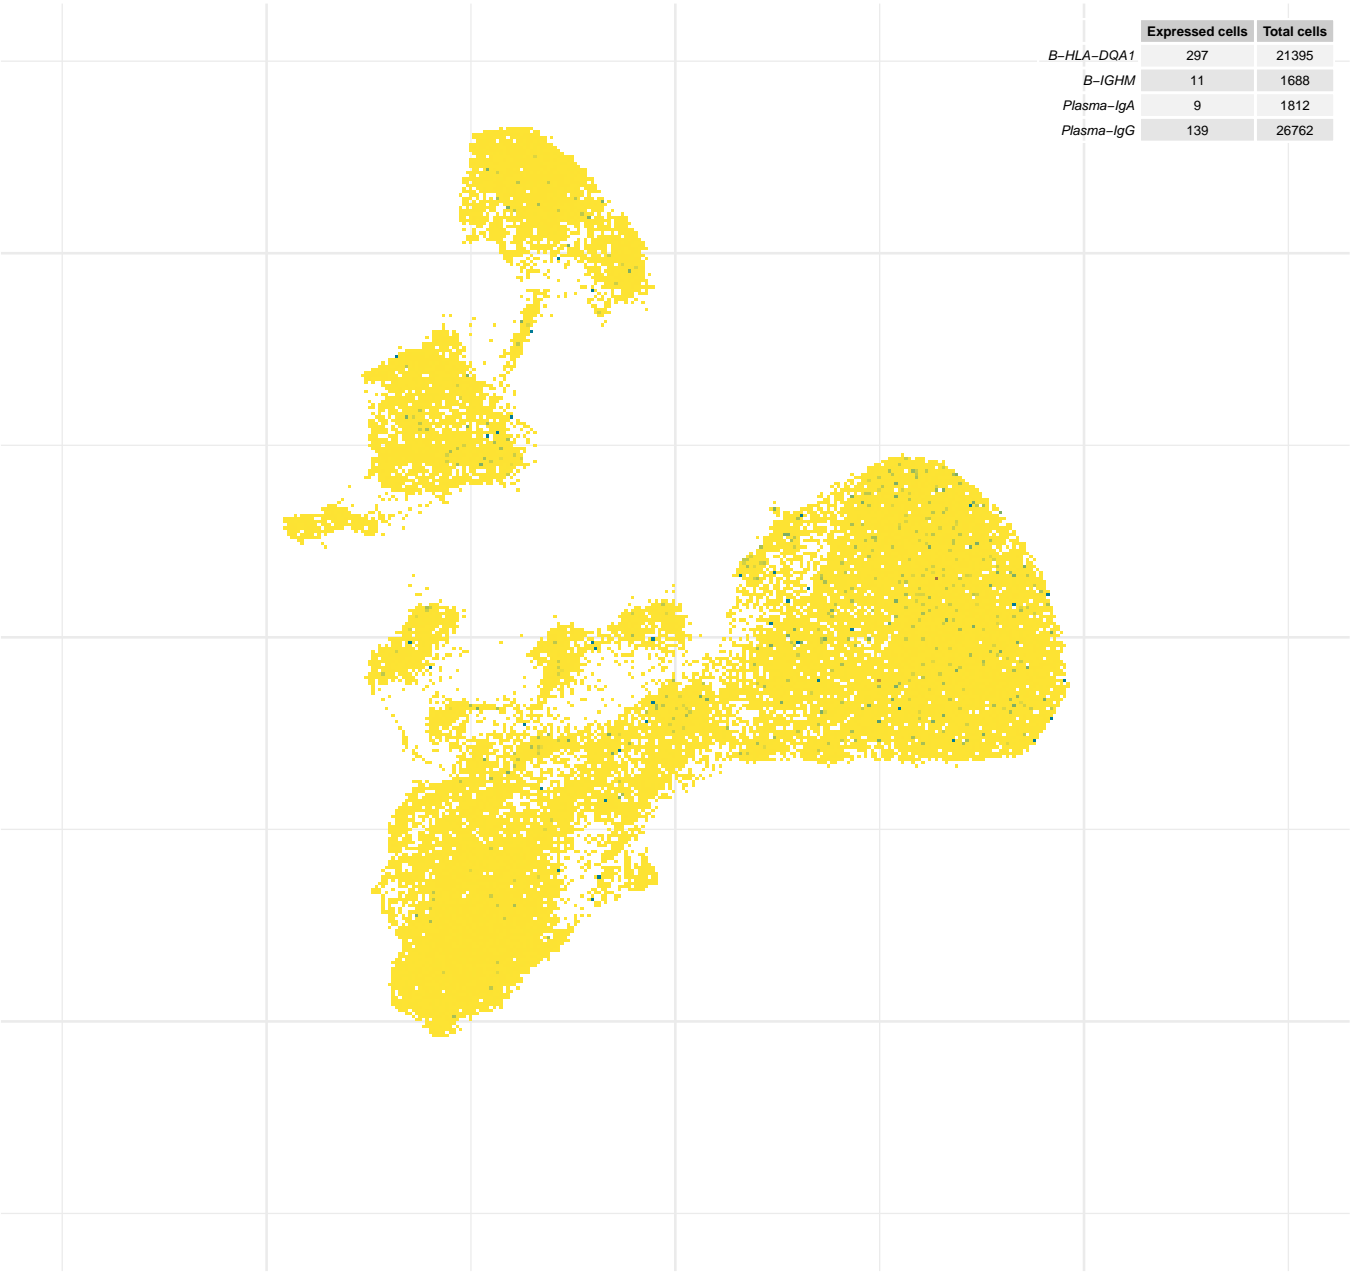 Expressed cells Total cells
B−HLA−DQA1 297 21395
B−IGHM 11 1688
Plasma−IgA 9 1812
Plasma−IgG 139 26762